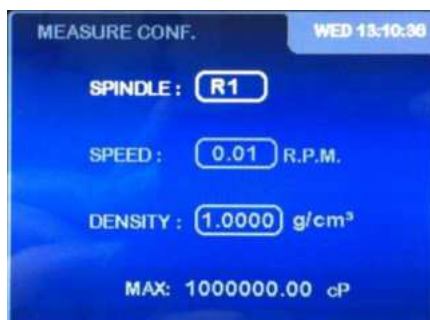 MEASURE CONF. WED 13:10:36
SPINDLE: R1
SPEED: 0.01 R.P.M.
DENSITY: 1.0000 g/cm³
MAX: 1000000.00 cP